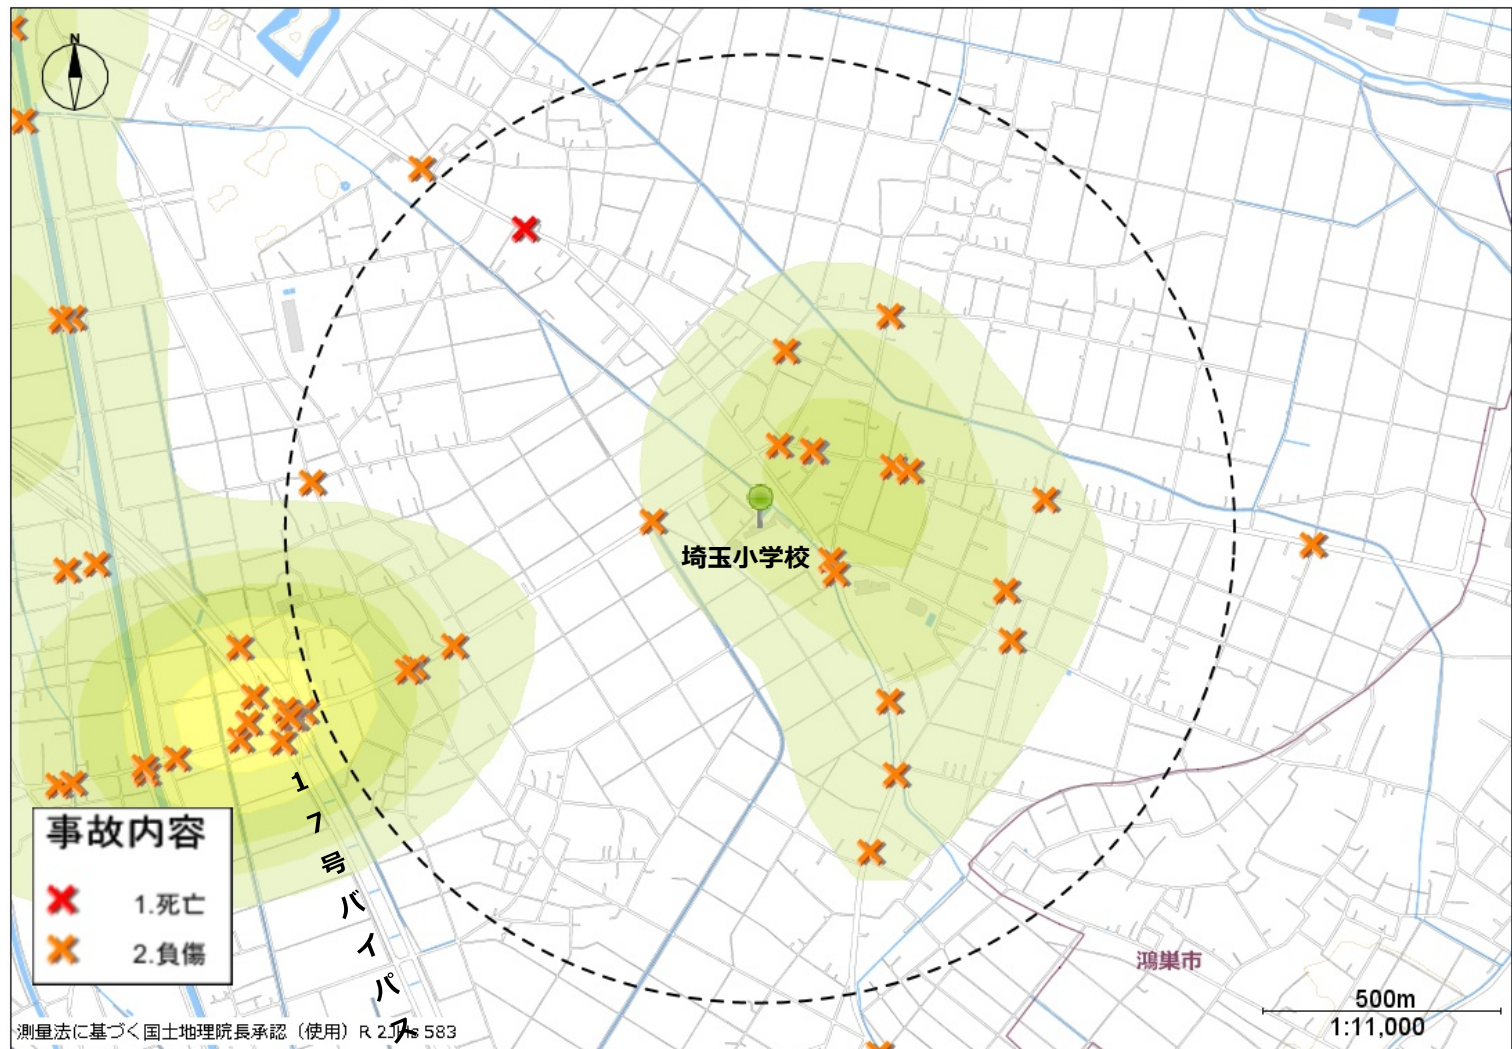 N
埼玉小学校
17号バイパス
事故内容
1.死亡
2.負傷
鴻巣市
500m
1:11,000
測量法に基づく国土地理院長承認（使用）R 2JHs 583